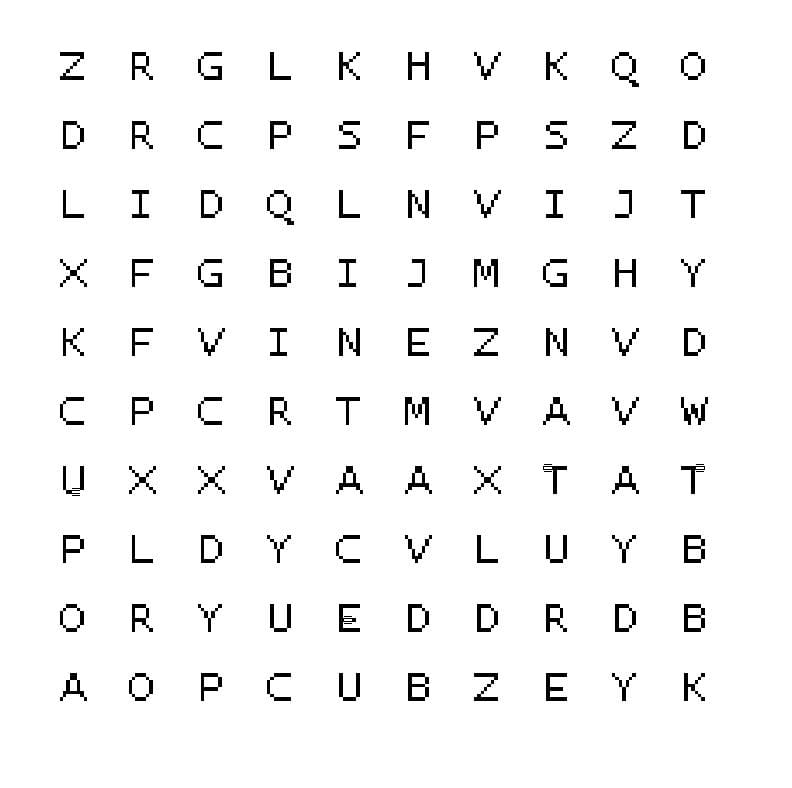 Z R G L K H V K Q O
D R C P S F P S Z D
L I D Q L N V I J T
X F G B I J M G H Y
K F V I N E Z N V D
C P C R T M V A V W
U X X V A A X T A T
P L D Y C V L U Y B
O R Y U E D D R D B
A O P C U B Z E Y K